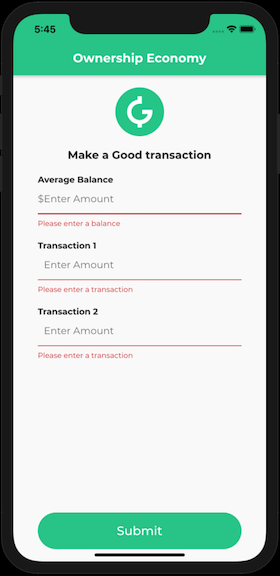 5:45
Ownership Economy
Make a Good transaction
Average Balance
$Enter Amount
Please enter a balance
Transaction 1
Enter Amount
Please enter a transaction
Transaction 2
Enter Amount
Please enter a transaction
Submit